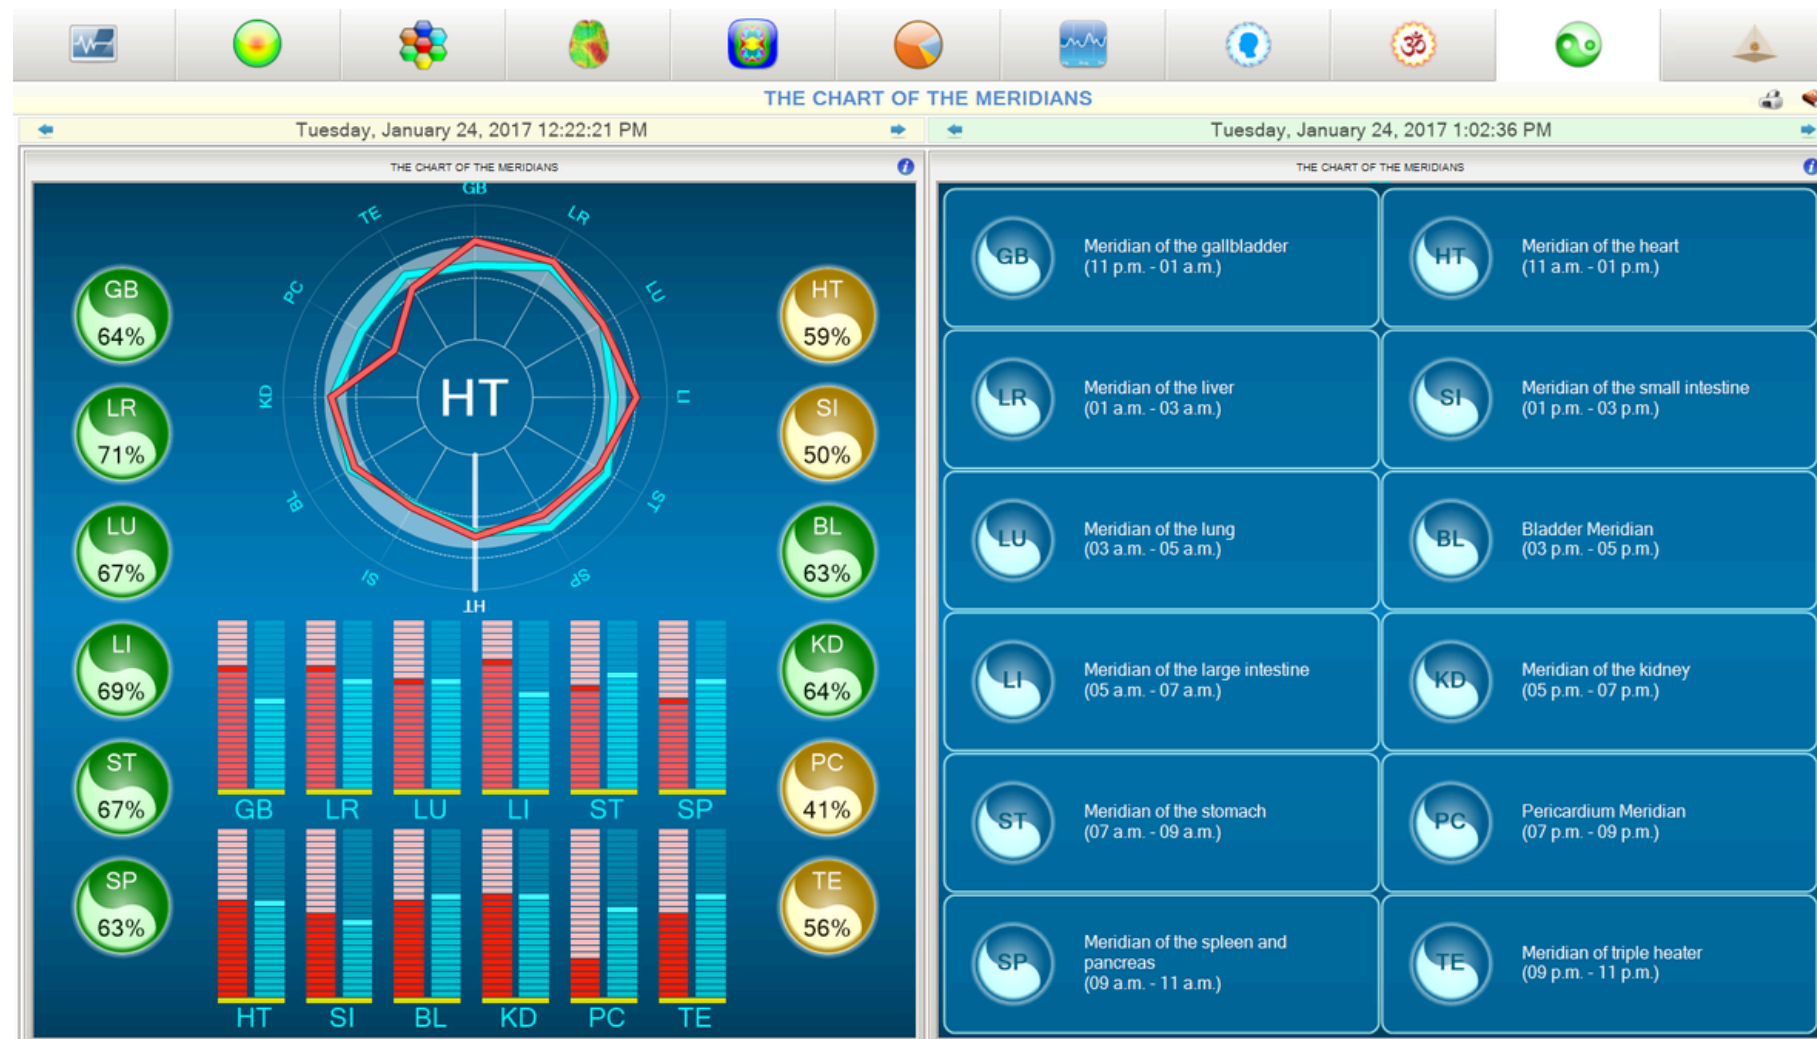 THE CHART OF THE MERIDIANS
Tuesday, January 24, 2017 12:22:21 PM
Tuesday, January 24, 2017 1:02:36 PM
THE CHART OF THE MERIDIANS
THE CHART OF THE MERIDIANS
GB
LR
LU
LI
ST
SP
HT
SI
BL
KD
PC
TE
HT
GB
64%
LR
71%
LU
67%
LI
69%
ST
67%
SP
63%
HT
59%
SI
50%
BL
63%
KD
64%
PC
41%
TE
56%
GB LR LU LI ST SP
HT SI BL KD PC TE
GB
Meridian of the gallbladder
(11 p.m. - 01 a.m.)
HT
Meridian of the heart
(11 a.m. - 01 p.m.)
LR
Meridian of the liver
(01 a.m. - 03 a.m.)
SI
Meridian of the small intestine
(01 p.m. - 03 p.m.)
LU
Meridian of the lung
(03 a.m. - 05 a.m.)
BL
Bladder Meridian
(03 p.m. - 05 p.m.)
LI
Meridian of the large intestine
(05 a.m. - 07 a.m.)
KD
Meridian of the kidney
(05 p.m. - 07 p.m.)
ST
Meridian of the stomach
(07 a.m. - 09 a.m.)
PC
Pericardium Meridian
(07 p.m. - 09 p.m.)
SP
Meridian of the spleen and
pancreas
(09 a.m. - 11 a.m.)
TE
Meridian of triple heater
(09 p.m. - 11 p.m.)